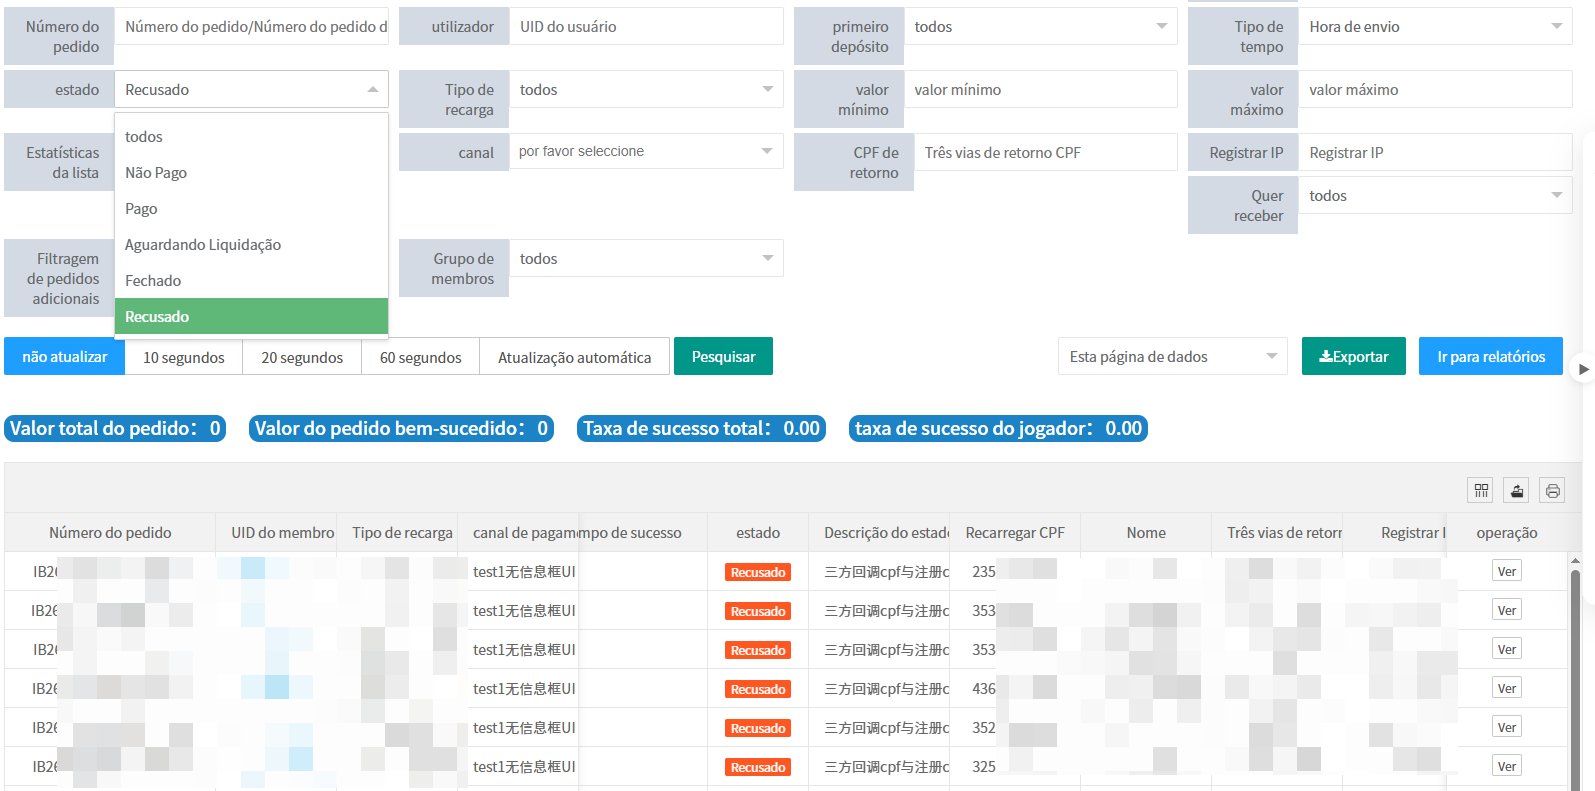 Número do pedido
Número do pedido/Número do pedido d
utilizador
UID do usuário
primeiro depósito
todos
Tipo de tempo
Hora de envio
estado
Recusado
Tipo de recarga
todos
valor mínimo
valor mínimo
valor máximo
valor máximo
todos
Não Pago
Pago
Aguardando Liquidação
Fechado
Recusado
Estatísticas da lista
canal
por favor seleccione
CPF de retorno
Três vias de retorno CPF
Registrar IP
Registrar IP
Quer receber
todos
Filtragem de pedidos adicionais
Grupo de membros
todos
não atualizar
10 segundos
20 segundos
60 segundos
Atualização automática
Pesquisar
Esta página de dados
Exportar
Ir para relatórios
Valor total do pedido： 0
Valor do pedido bem-sucedido： 0
Taxa de sucesso total： 0.00
taxa de sucesso do jogador： 0.00
Número do pedido
UID do membro
Tipo de recarga
canal de pagam
mpo de sucesso
estado
Descrição do estad
Recarregar CPF
Nome
Três vias de retorr
Registrar I
operação
IB26 test1无信息框UI Recusado 三方回调cpf与注册c 235 Ver
IB26 test1无信息框UI Recusado 三方回调cpf与注册c 353 Ver
IB26 test1无信息框UI Recusado 三方回调cpf与注册c 353 Ver
IB26 test1无信息框UI Recusado 三方回调cpf与注册c 436 Ver
IB26 test1无信息框UI Recusado 三方回调cpf与注册c 352 Ver
IB26 test1无信息框UI Recusado 三方回调cpf与注册c 325 Ver